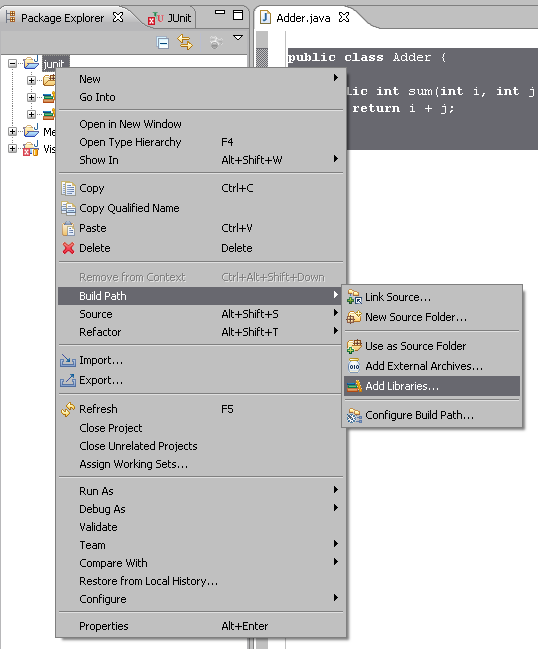 Package Explorer
JUnit
Adder.java
junit
public class Adder {
lic int sum(int i, int j
return i + j;
Me
Vis
New
Go Into
Open in New Window
Open Type Hierarchy F4
Show In Alt+Shift+W
Copy Ctrl+C
Copy Qualified Name
Paste Ctrl+V
Delete Delete
Remove from Context Ctrl+Alt+Shift+Down
Build Path
Source Alt+Shift+S
Refactor Alt+Shift+T
Import...
Export...
Refresh F5
Close Project
Close Unrelated Projects
Assign Working Sets...
Run As
Debug As
Validate
Team
Compare With
Restore from Local History...
Configure
Properties Alt+Enter
Link Source...
New Source Folder...
Use as Source Folder
Add External Archives...
Add Libraries...
Configure Build Path...